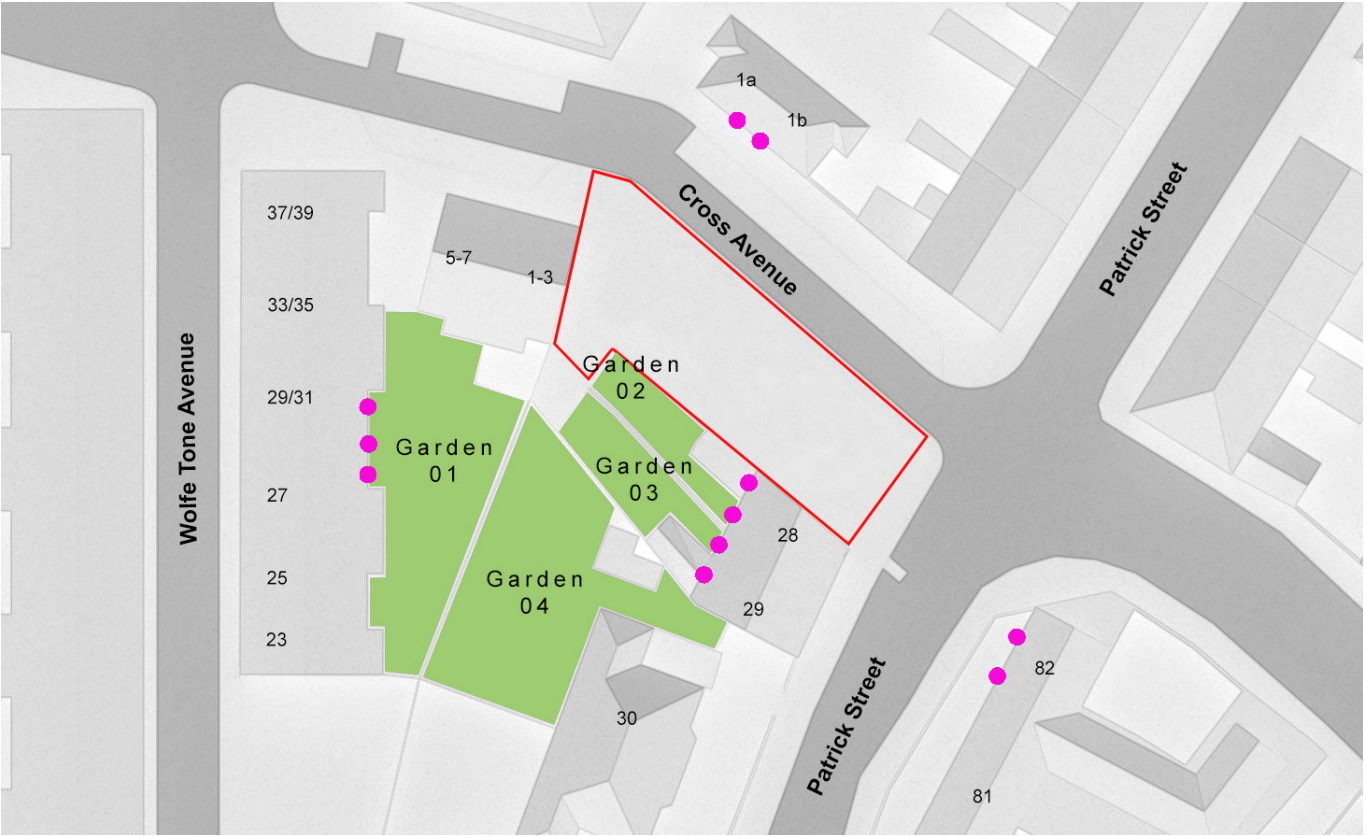 1a
1b
Cross Avenue
Patrick Street
37/39
5-7
1-3
33/35
Garden
02
29/31
Garden
01
Garden
03
Wolfe Tone Avenue
27
28
25
Garden
04
29
23
82
30
Patrick Street
81